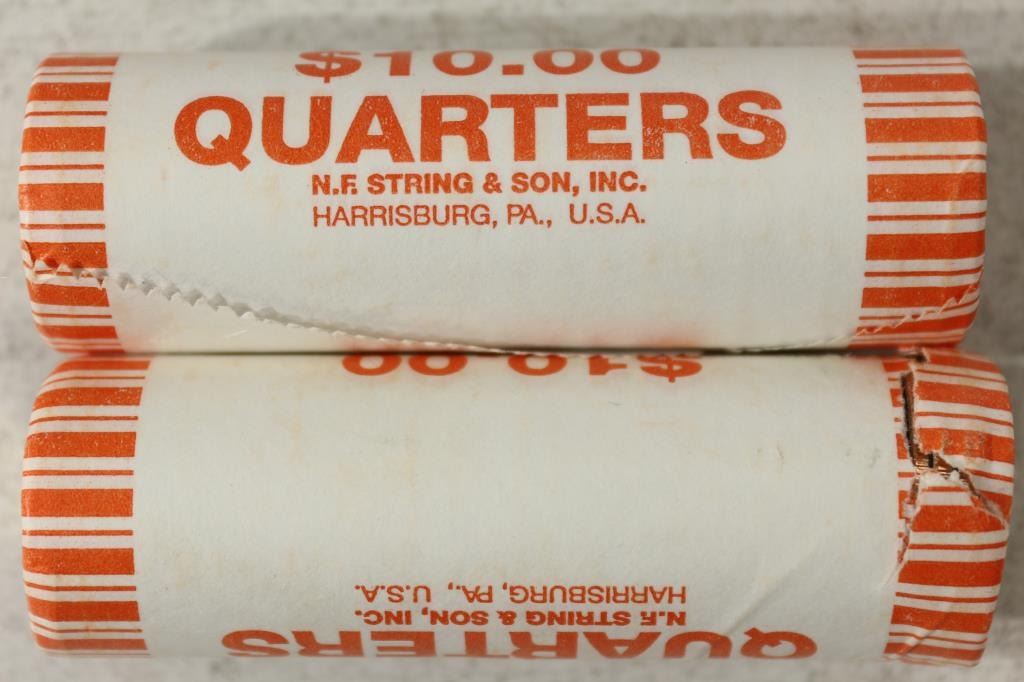 $10.00
QUARTERS
N.F. STRING & SON, INC.
HARRISBURG, PA., U.S.A.
$10.00
HARRISBURG, PA., U.S.A.
N.F. STRING & SON, INC.
QUARTERS